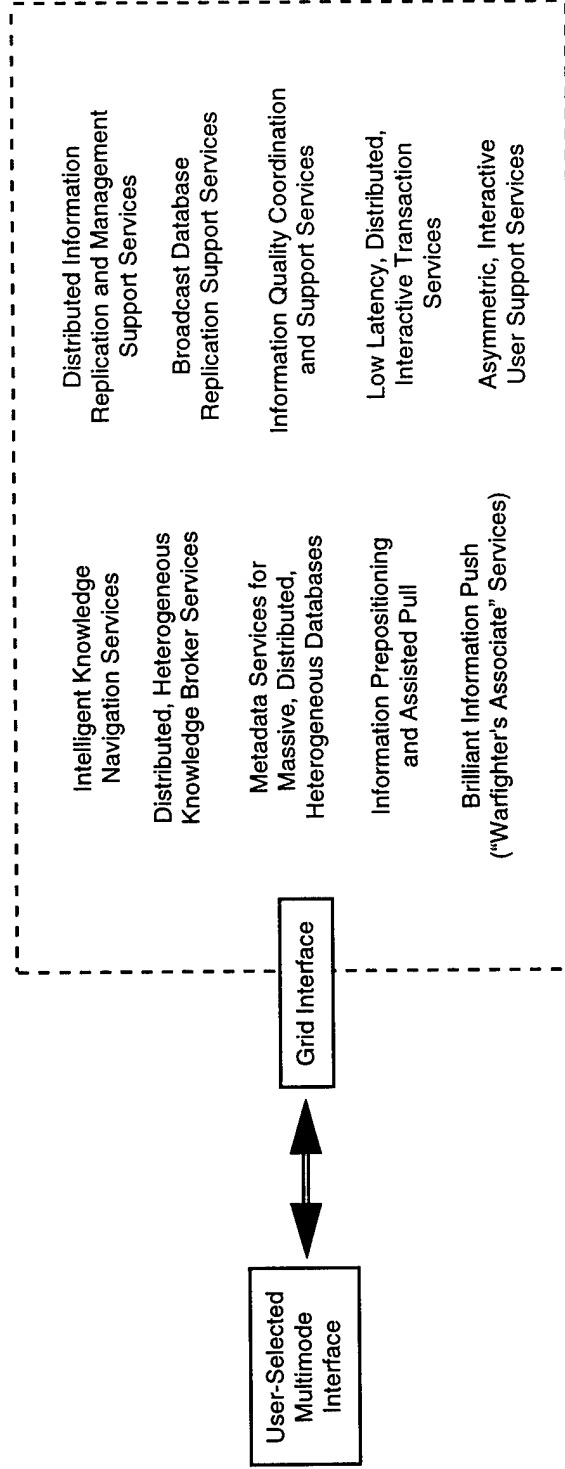 User-Selected
Multimode
Interface
Grid Interface
Intelligent Knowledge
Navigation Services
Distributed, Heterogeneous
Knowledge Broker Services
Metadata Services for
Massive, Distributed,
Heterogeneous Databases
Information Prepositioning
and Assisted Pull
Brilliant Information Push
("Warfighter's Associate” Services)
Distributed Information
Replication and Management
Support Services
Broadcast Database
Replication Support Services
Information Quality Coordination
and Support Services
Low Latency, Distributed,
Interactive Transaction
Services
Asymmetric, Interactive
User Support Services